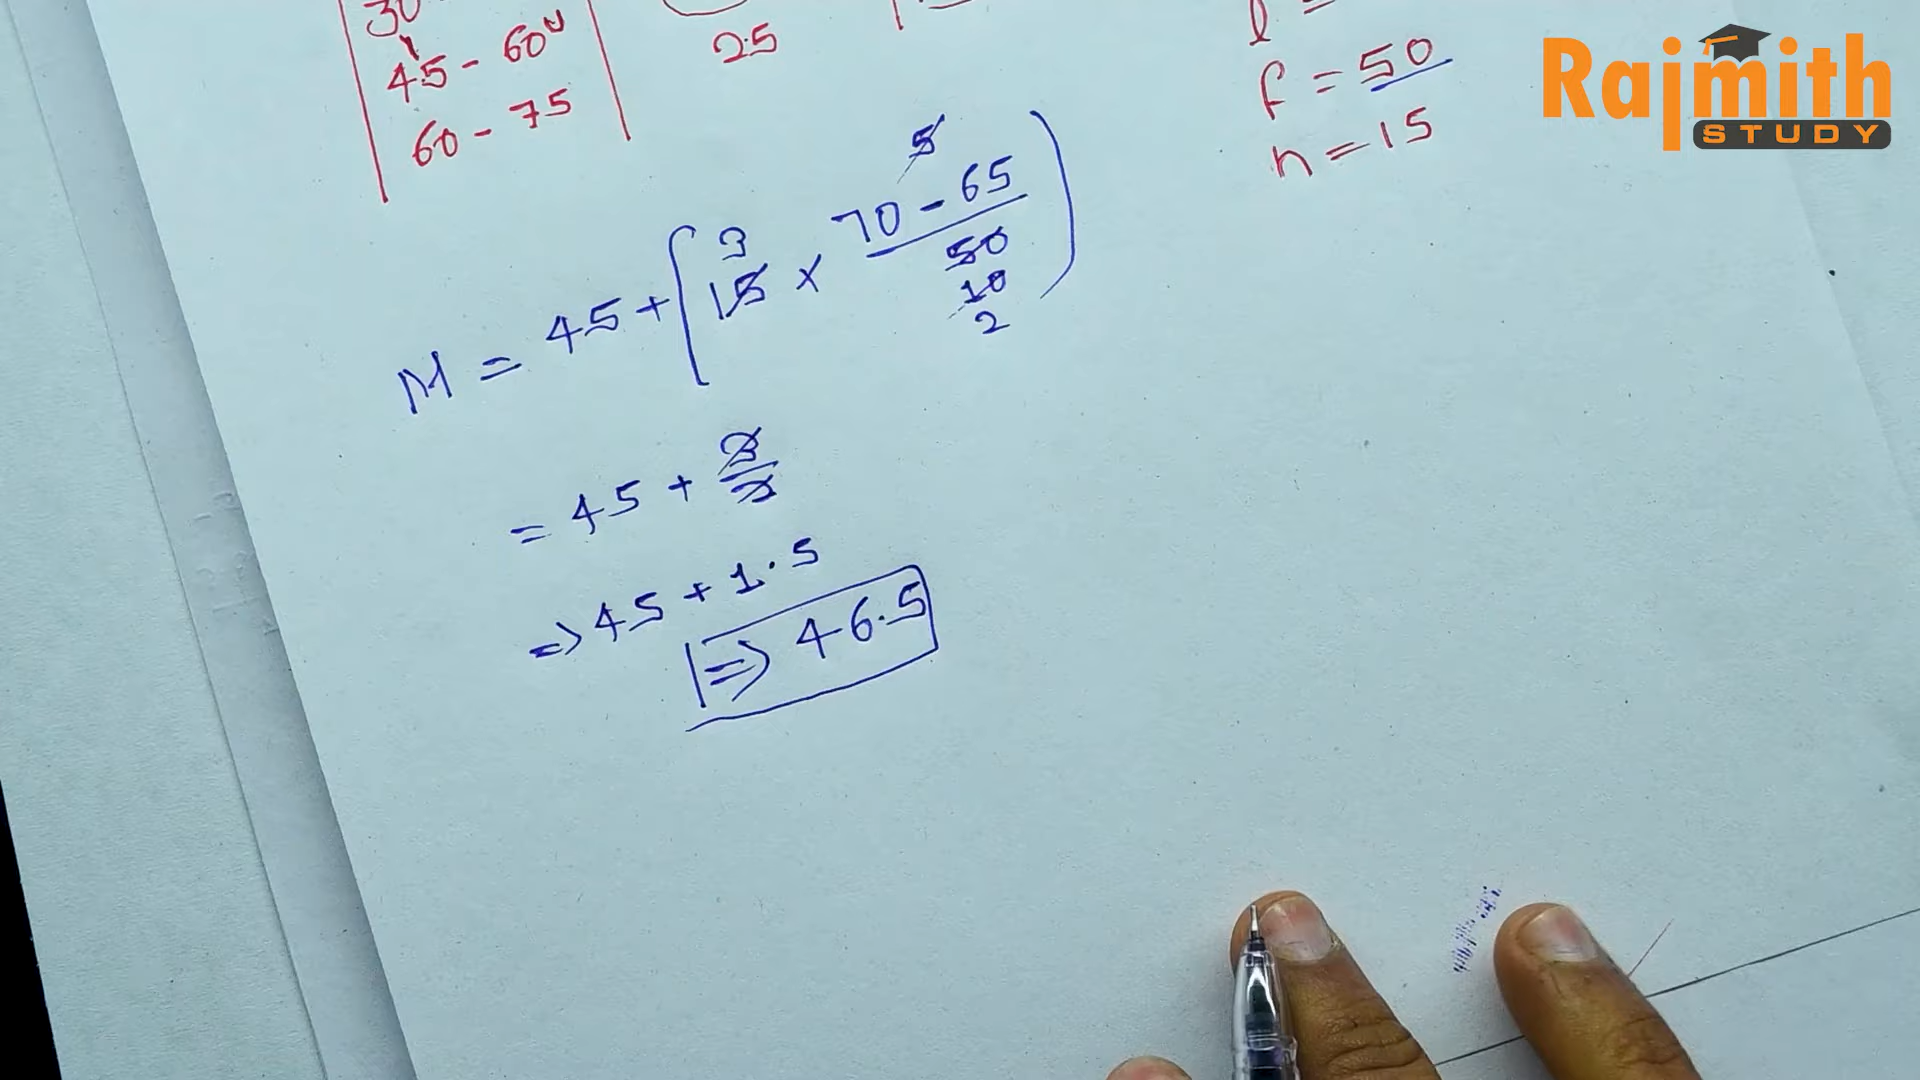 30
45 - 60
25
60 - 75
l =
f = 50
n = 15
Rajmith
STUDY
5
3 70 - 65
M = 45 + ( 15 × 50 )
10
2
= 45 + 3/2
=> 45 + 1.5
=> 46.5